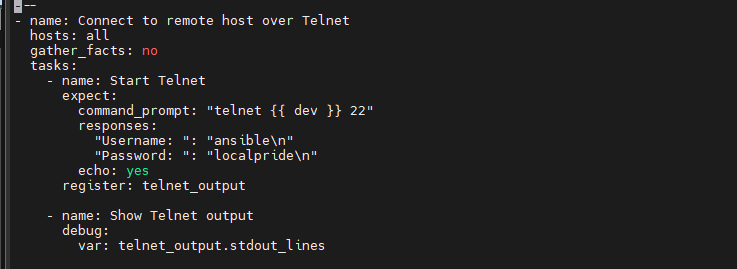 ---
- name: Connect to remote host over Telnet
  hosts: all
  gather_facts: no
  tasks:
    - name: Start Telnet
      expect:
        command_prompt: "telnet {{ dev }} 22"
        responses:
          "Username: ": "ansible\n"
          "Password: ": "localpride\n"
        echo: yes
      register: telnet_output

    - name: Show Telnet output
      debug:
        var: telnet_output.stdout_lines